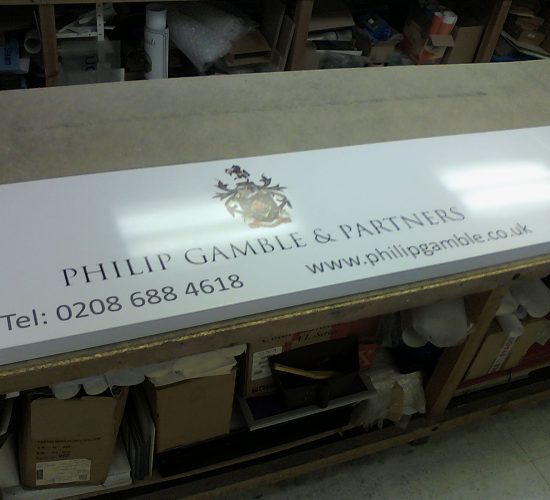 PHILIP GAMBLE & PARTNERS
Tel: 0208 688 4618
www.philipgamble.co.uk